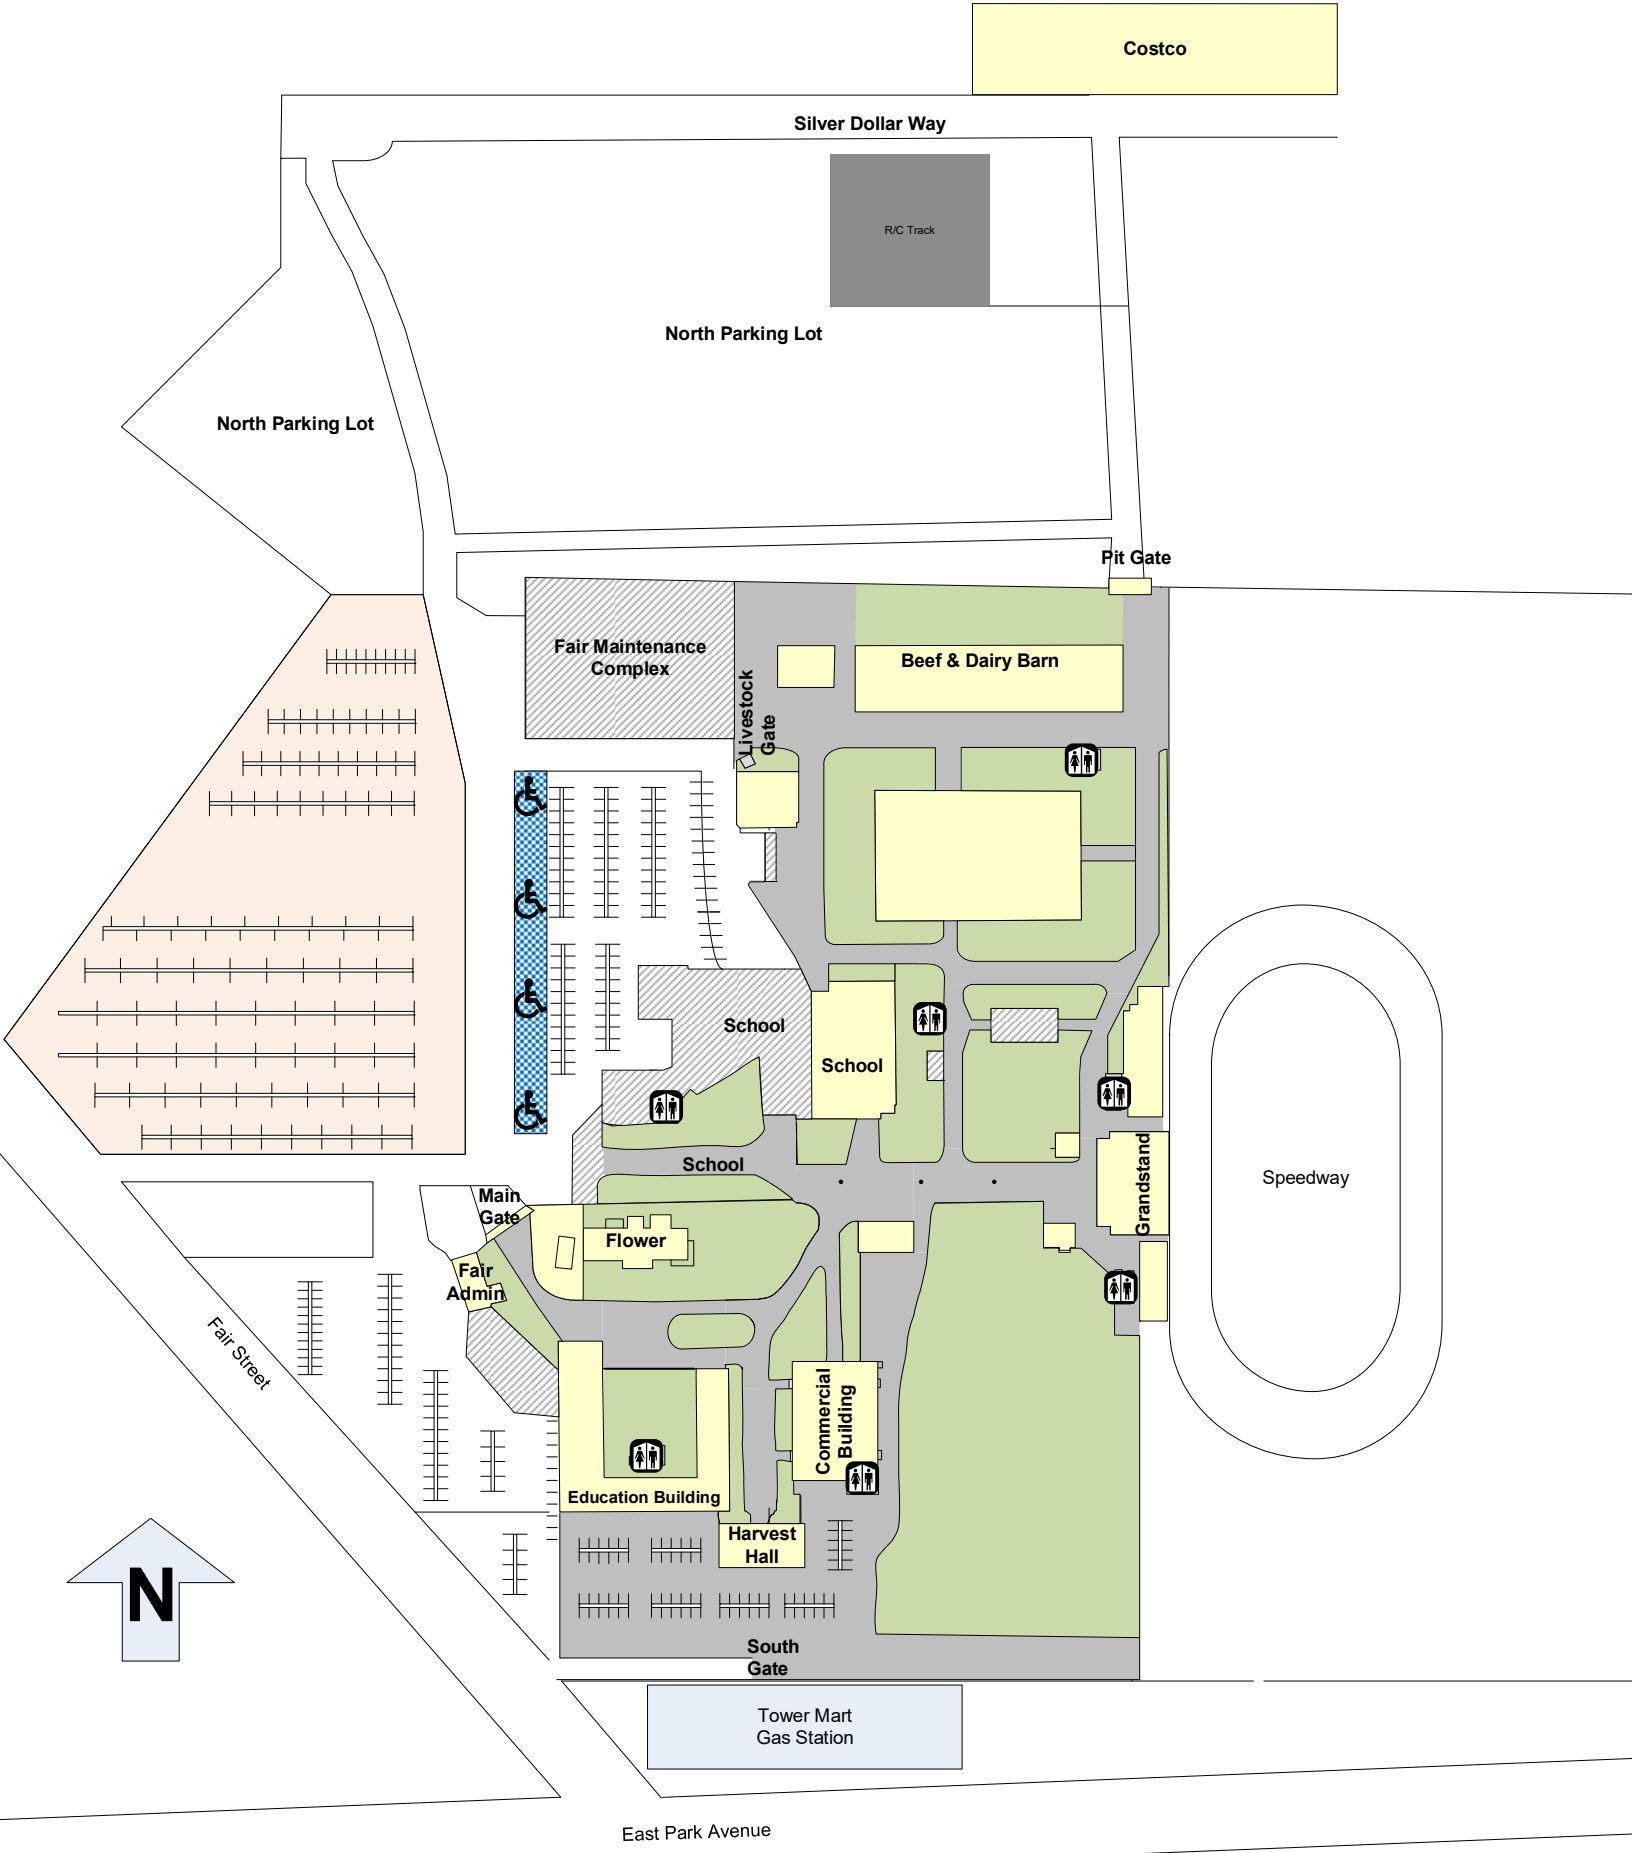 Costco
Silver Dollar Way
R/C Track
North Parking Lot
North Parking Lot
Pit Gate
Fair Maintenance
Complex
Beef & Dairy Barn
Livestock
Gate
School
School
School
Main
Gate
Flower
Grandstand
Speedway
Fair
Admin
Fair Street
Commercial
Building
Education Building
Harvest
Hall
N
South
Gate
Tower Mart
Gas Station
East Park Avenue